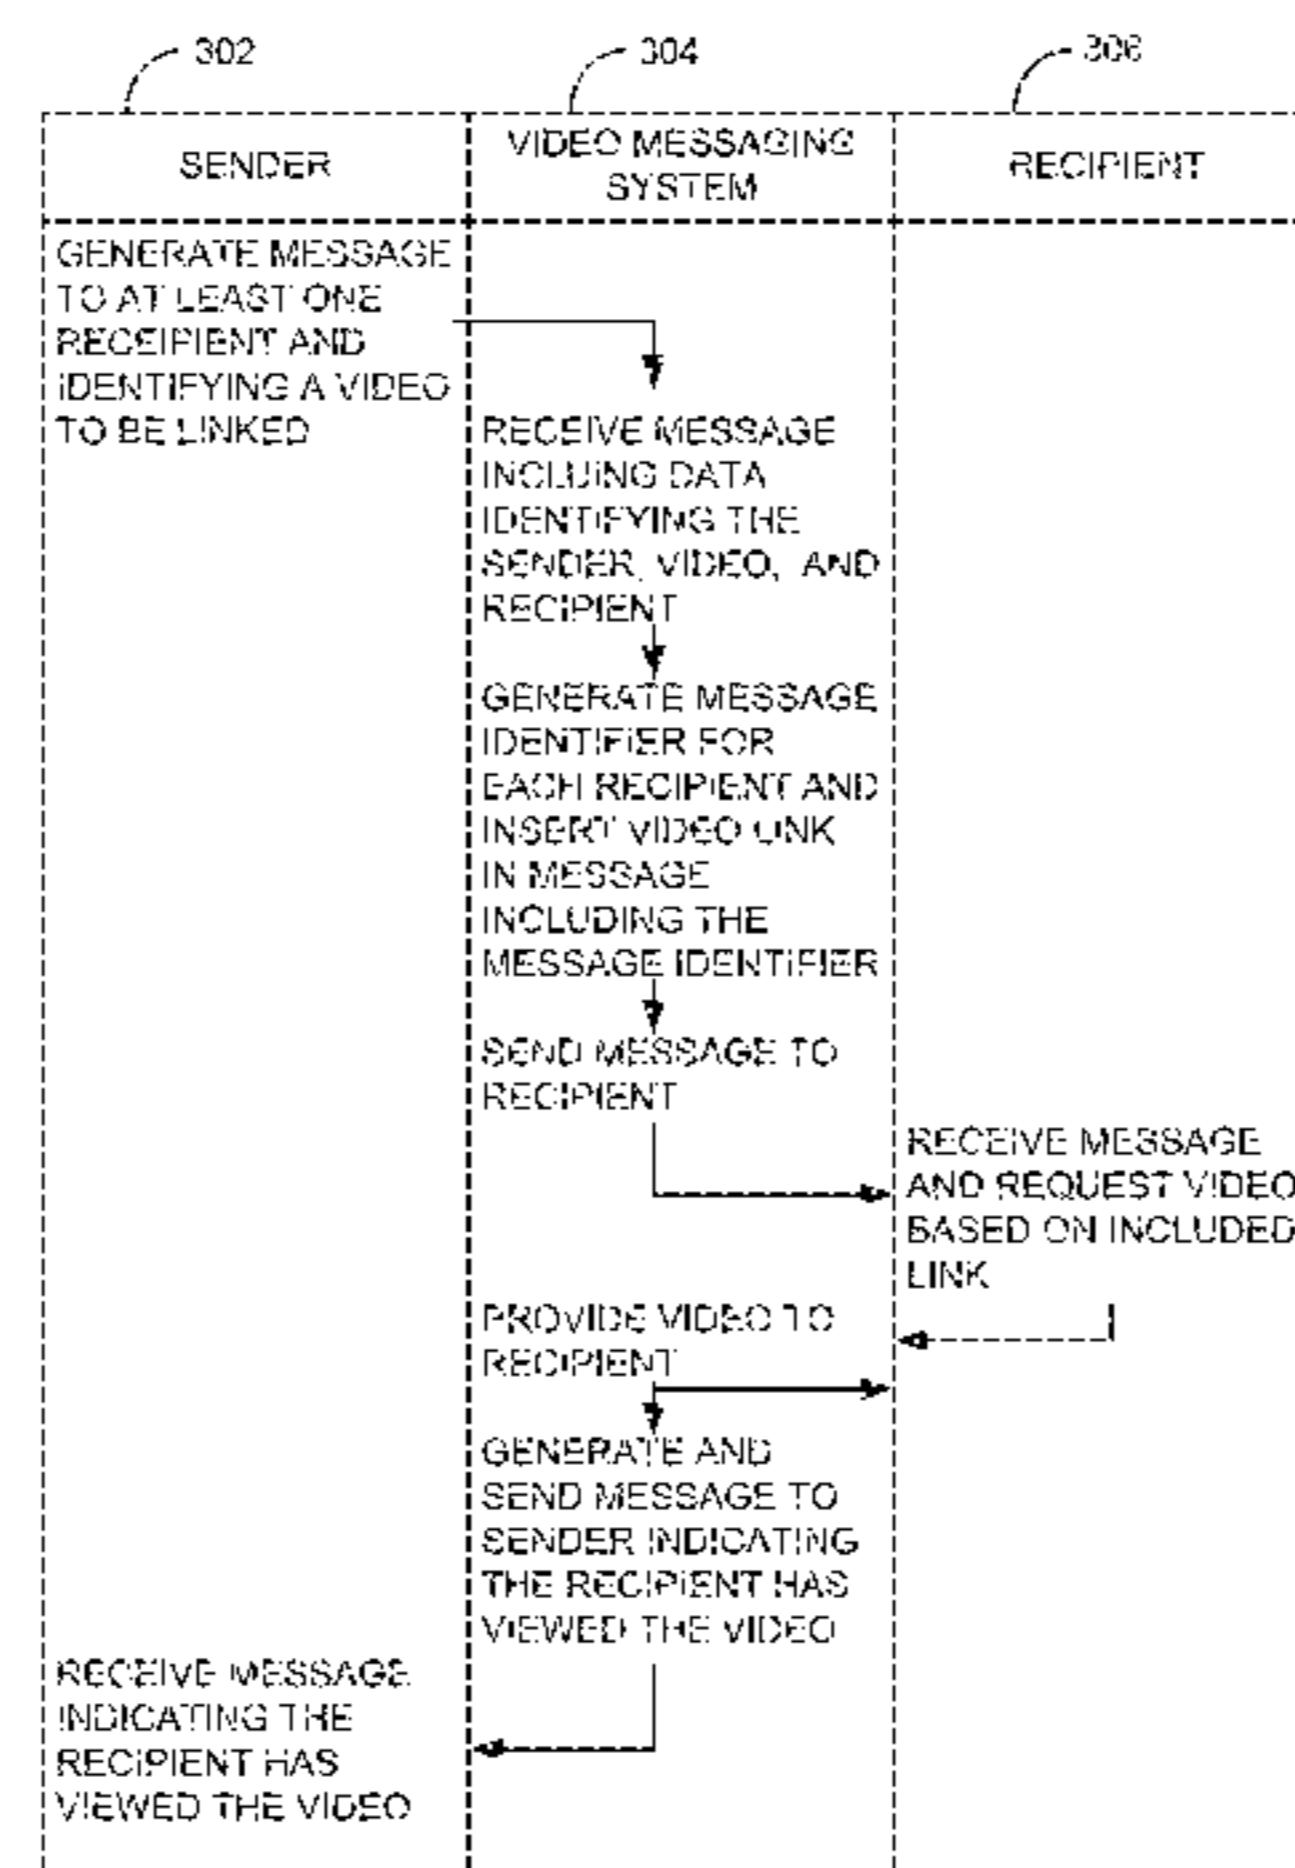 302
304
306
SENDER
VIDEO MESSAGING
SYSTEM
RECIPIENT
GENERATE MESSAGE
TO AT LEAST ONE
RECEIPIENT AND
IDENTIFYING A VIDEO
TO BE LINKED
RECEIVE MESSAGE
INCLUING DATA
IDENTIFYING THE
SENDER, VIDEO, AND
RECIPIENT
GENERATE MESSAGE
IDENTIFIER FOR
EACH RECIPIENT AND
INSERT VIDEO LINK
IN MESSAGE
INCLUDING THE
MESSAGE IDENTIFIER
SEND MESSAGE TO
RECIPIENT
RECEIVE MESSAGE
AND REQUEST VIDEO
BASED ON INCLUDED
LINK
PROVIDE VIDEO TO
RECIPIENT
GENERATE AND
SEND MESSAGE TO
SENDER INDICATING
THE RECIPIENT HAS
VIEWED THE VIDEO
RECEIVE MESSAGE
INDICATING THE
RECIPIENT HAS
VIEWED THE VIDEO